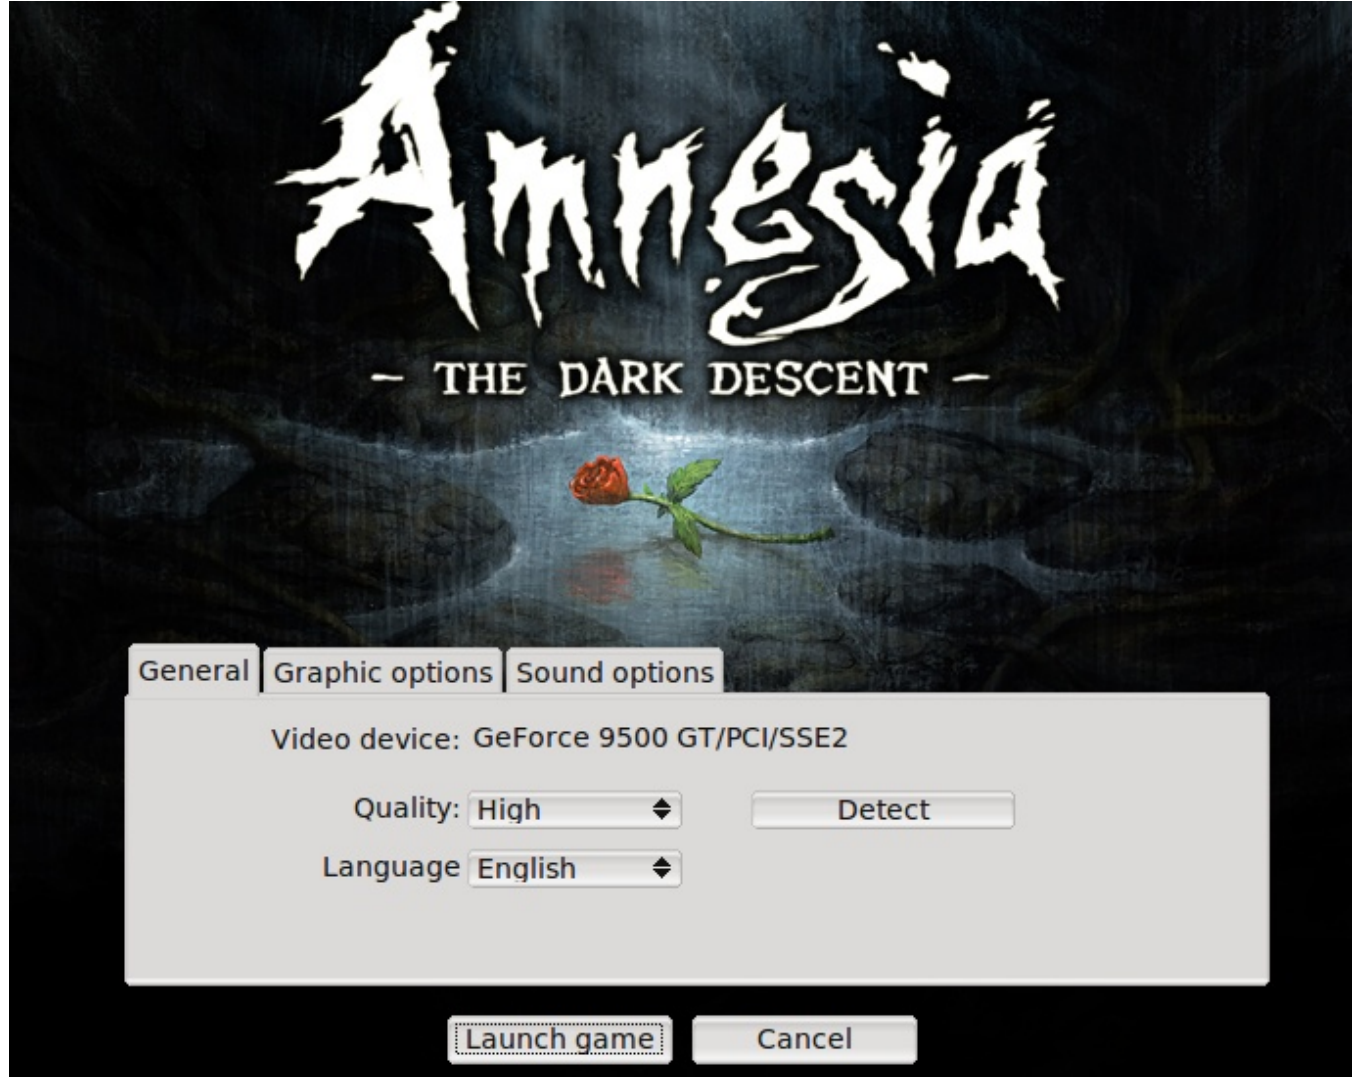 Amnesia
- THE DARK DESCENT -
General Graphic options Sound options
Video device: GeForce 9500 GT/PCI/SSE2
Quality: High Detect
Language English
Launch game Cancel